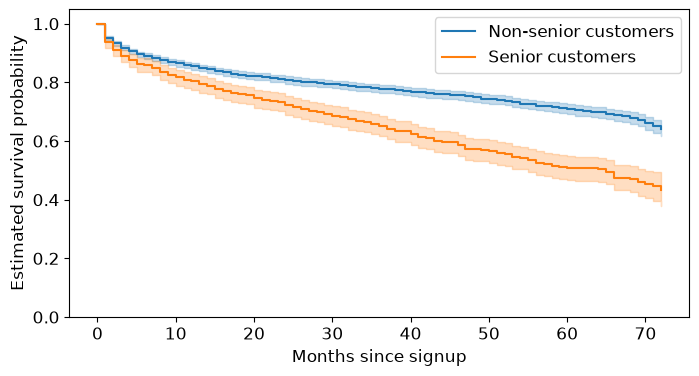 Estimated survival probability
1.0
0.8
0.6
0.4
0.2
0.0
Non-senior customers
Senior customers
0 10 20 30 40 50 60 70
Months since signup